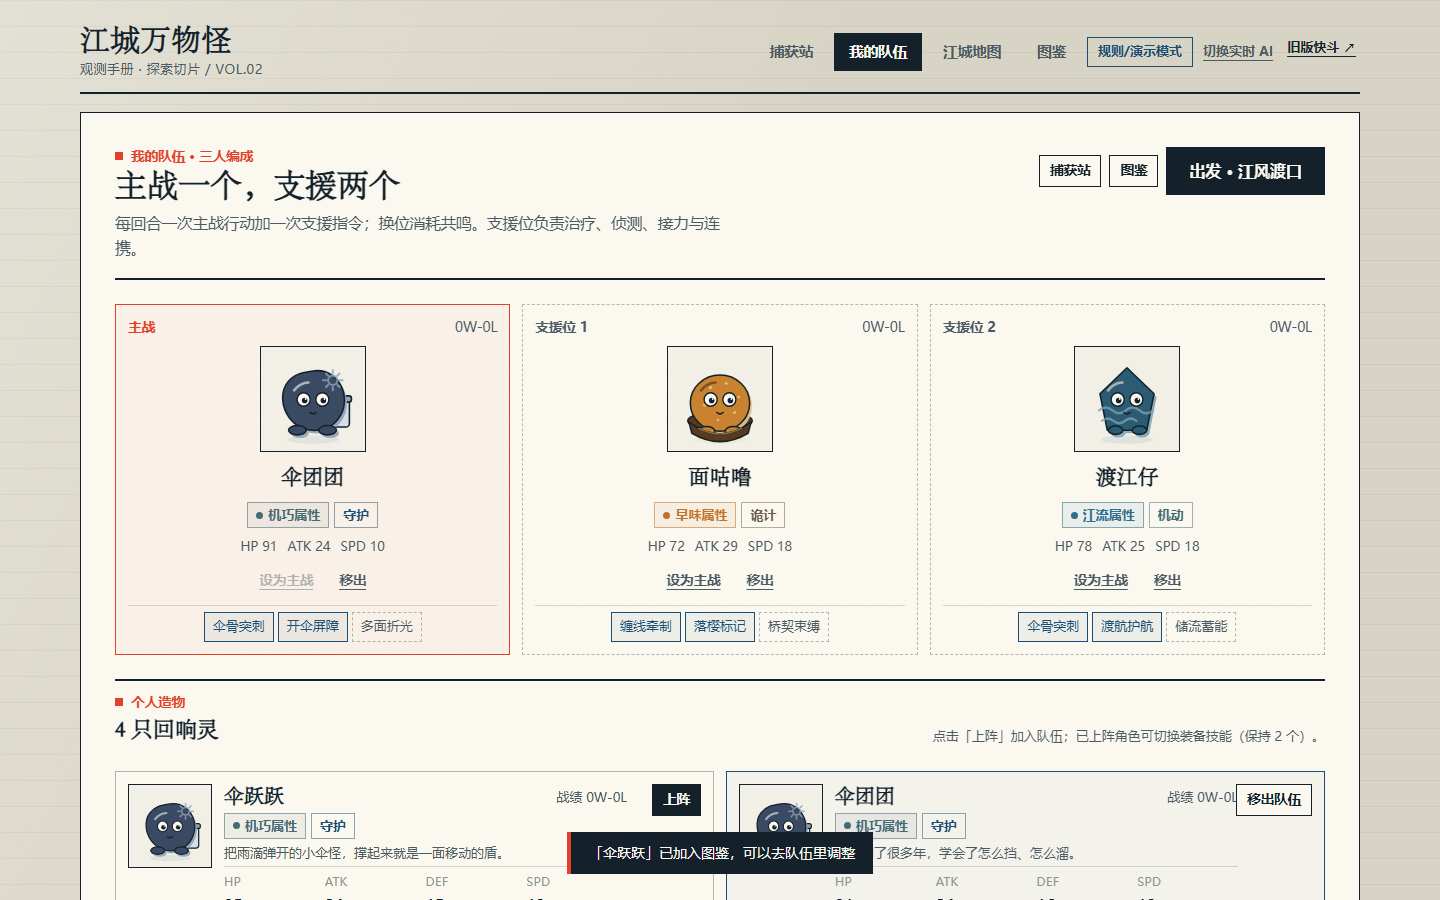 江城万物怪
观测手册 · 探索切片 / VOL.02
捕获站
我的队伍
江城地图
图鉴
规则/演示模式
切换实时 AI
旧版快斗 ↗
我的队伍 • 三人编成
主战一个，支援两个
每回合一次主战行动加一次支援指令；换位消耗共鸣。支援位负责治疗、侦测、接力与连
携。
捕获站
图鉴
出发 • 江风渡口
主战
0W-0L
伞团团
机巧属性
守护
HP 91 ATK 24 SPD 10
设为主战
移出
伞骨突刺
开伞屏障
多面折光
支援位 1
0W-0L
面咕噜
早味属性
诡计
HP 72 ATK 29 SPD 18
设为主战
移出
缠线牵制
落樱标记
桥契束缚
支援位 2
0W-0L
渡江仔
江流属性
机动
HP 78 ATK 25 SPD 18
设为主战
移出
伞骨突刺
渡航护航
储流蓄能
个人造物
4 只回响灵
点击「上阵」加入队伍；已上阵角色可切换装备技能（保持 2 个）。
伞跃跃
战绩 0W-0L
上阵
机巧属性
守护
把雨滴弹开的小伞怪，撑起来就是一面移动的盾。
HP ATK DEF SPD
伞团团
战绩 0W-0L
移出队伍
机巧属性
守护
了很多年，学会了怎么挡、怎么溜。
HP ATK DEF SPD
「伞跃跃」已加入图鉴，可以去队伍里调整